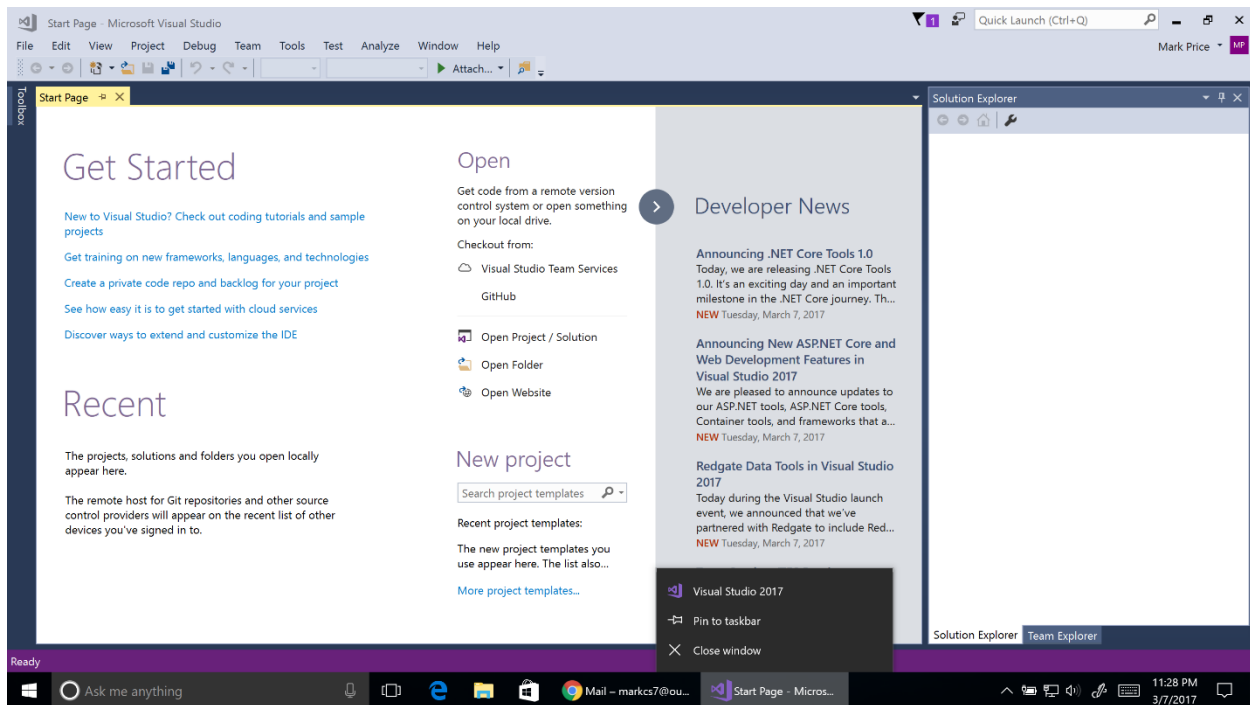 Start Page - Microsoft Visual Studio
1
Quick Launch (Ctrl+Q)
File Edit View Project Debug Team Tools Test Analyze Window Help
Mark Price
MP
Attach...
Toolbox
Start Page
Get Started
New to Visual Studio? Check out coding tutorials and sample
projects
Get training on new frameworks, languages, and technologies
Create a private code repo and backlog for your project
See how easy it is to get started with cloud services
Discover ways to extend and customize the IDE
Recent
The projects, solutions and folders you open locally
appear here.
The remote host for Git repositories and other source
control providers will appear on the recent list of other
devices you've signed in to.
Open
Get code from a remote version
control system or open something
on your local drive.
Checkout from:
Visual Studio Team Services
GitHub
Open Project / Solution
Open Folder
Open Website
New project
Search project templates
Recent project templates:
The new project templates you
use appear here. The list also...
More project templates...
Developer News
Announcing .NET Core Tools 1.0
Today, we are releasing .NET Core Tools
1.0. It's an exciting day and an important
milestone in the .NET Core journey. Th...
NEW Tuesday, March 7, 2017
Announcing New ASP.NET Core and
Web Development Features in
Visual Studio 2017
We are pleased to announce updates to
our ASP.NET tools, ASP.NET Core tools,
Container tools, and frameworks that a...
NEW Tuesday, March 7, 2017
Redgate Data Tools in Visual Studio
2017
Today during the Visual Studio launch
event, we announced that we've
partnered with Redgate to include Red...
NEW Tuesday, March 7, 2017
Visual Studio 2017
Pin to taskbar
Close window
Solution Explorer
Solution Explorer Team Explorer
Ready
Ask me anything
Mail – markcs7@ou...
Start Page - Micros...
11:28 PM
3/7/2017